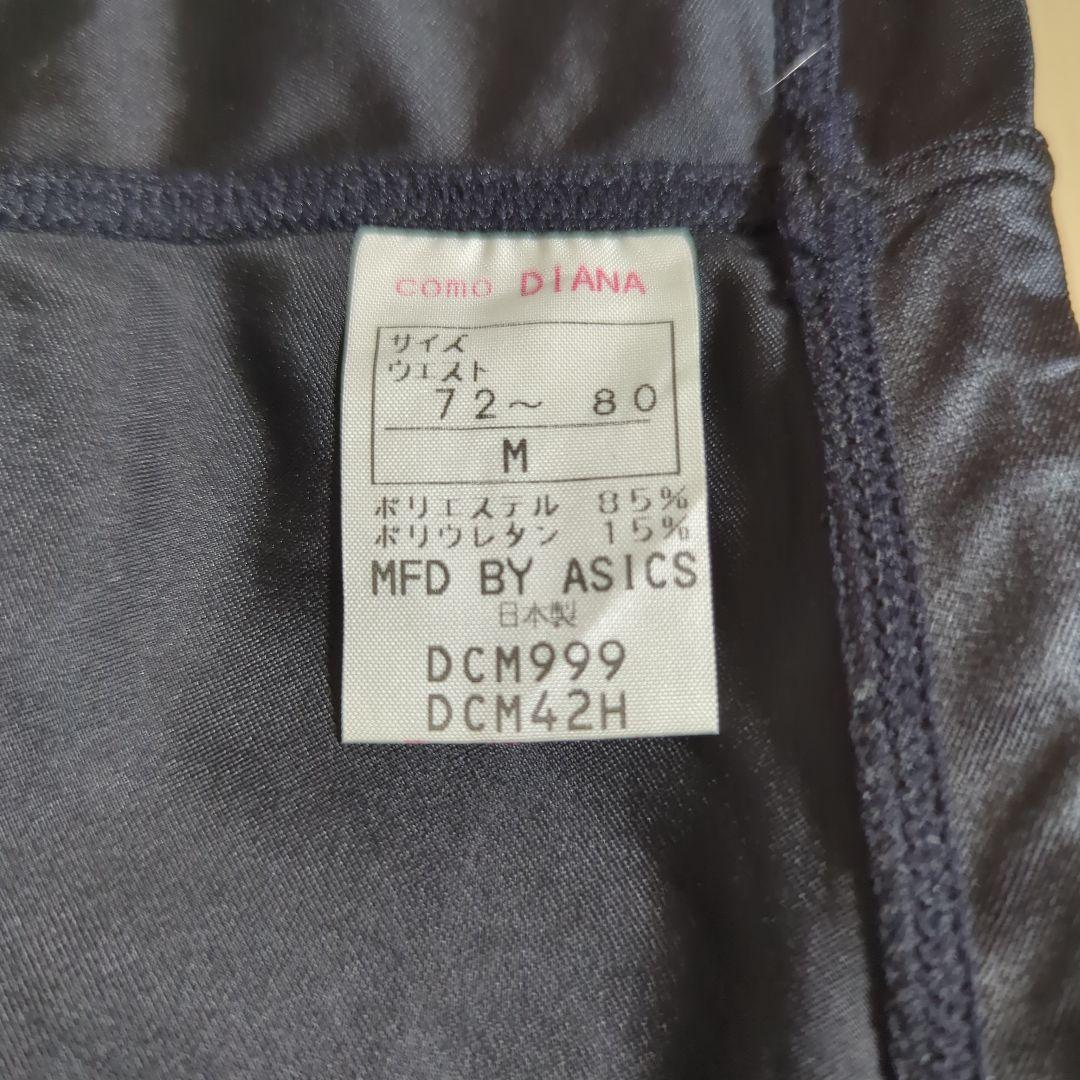 como DIANA
サイズ
ウエスト
72～ 80
M
ポリエステル 85%
ポリウレタン 15%
MFD BY ASICS
日本製
DCM999
DCM42H